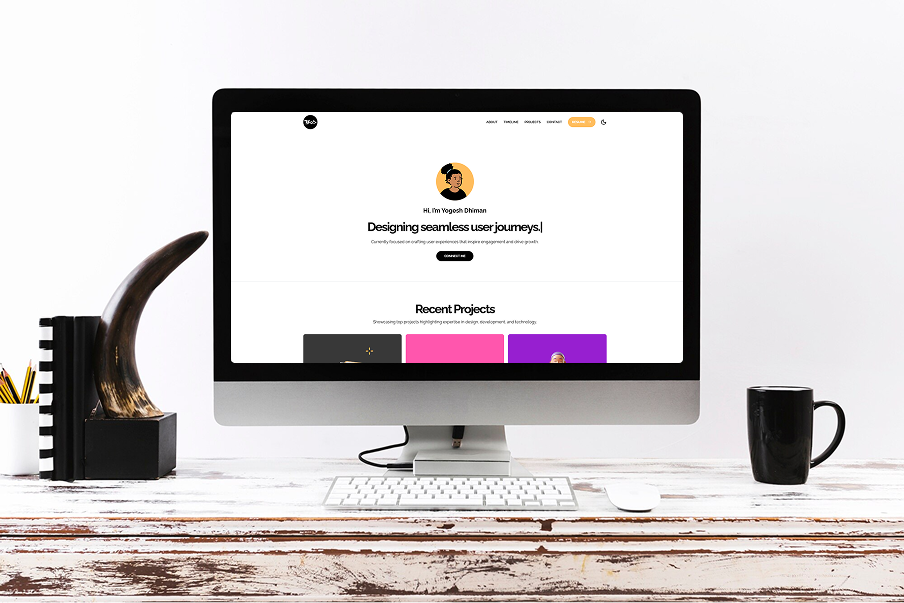 ABOUT TIMELINE PROJECTS CONTACT
Hi, I'm Yogesh Dhiman
Designing seamless user journeys.|
Currently focused on crafting user experiences that inspire engagement and drive growth.
CONNECT ME
Recent Projects
Showcasing top projects highlighting expertise in design, development, and technology.